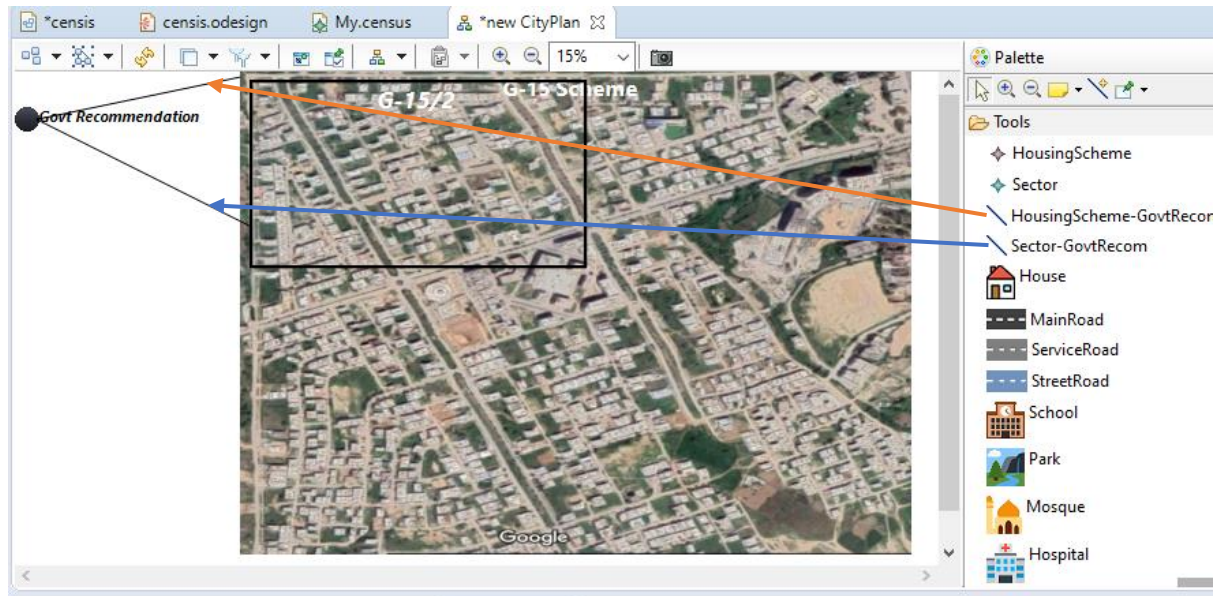 *censis
censis.odesign
My.census
*new CityPlan
15%
Palette
G-15/2
G-15 Scheme
Govt Recommendation
Google
Tools
HousingScheme
Sector
HousingScheme-GovtRecor
Sector-GovtRecom
House
MainRoad
ServiceRoad
StreetRoad
School
Park
Mosque
Hospital